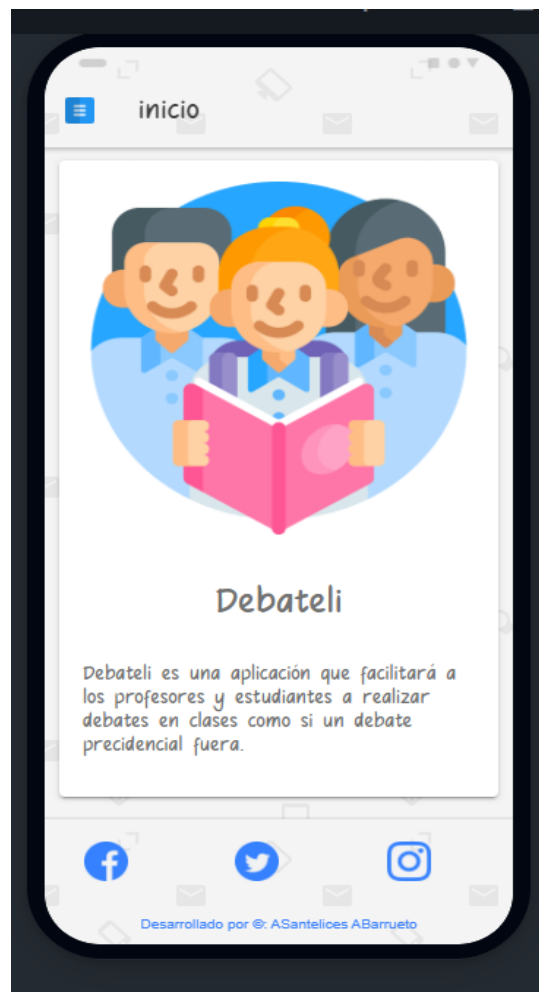 inicio
Debateli
Debateli es una aplicación que facilitará a
los profesores y estudiantes a realizar
debates en clases como si un debate
precidencial fuera.
Desarrollado por ©: ASantelices ABarrueto